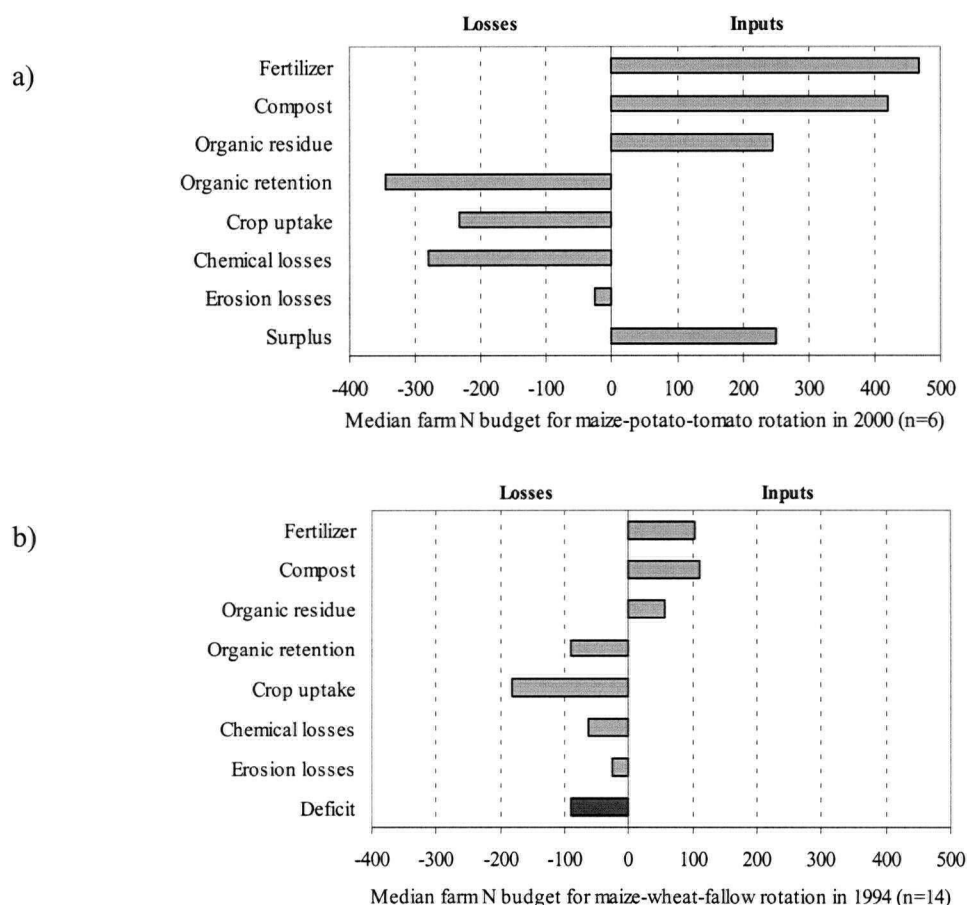 Losses Inputs
a)
Fertilizer
Compost
Organic residue
Organic retention
Crop uptake
Chemical losses
Erosion losses
Surplus
-400 -300 -200 -100 0 100 200 300 400 500
Median farm N budget for maize-potato-tomato rotation in 2000 (n=6)
Losses Inputs
b)
Fertilizer
Compost
Organic residue
Organic retention
Crop uptake
Chemical losses
Erosion losses
Deficit
-400 -300 -200 -100 0 100 200 300 400 500
Median farm N budget for maize-wheat-fallow rotation in 1994 (n=14)